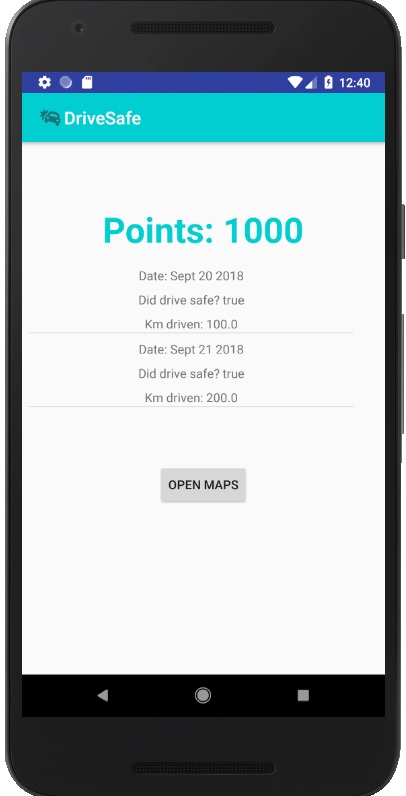 12:40
DriveSafe
Points: 1000
Date: Sept 20 2018
Did drive safe? true
Km driven: 100.0
Date: Sept 21 2018
Did drive safe? true
Km driven: 200.0
OPEN MAPS